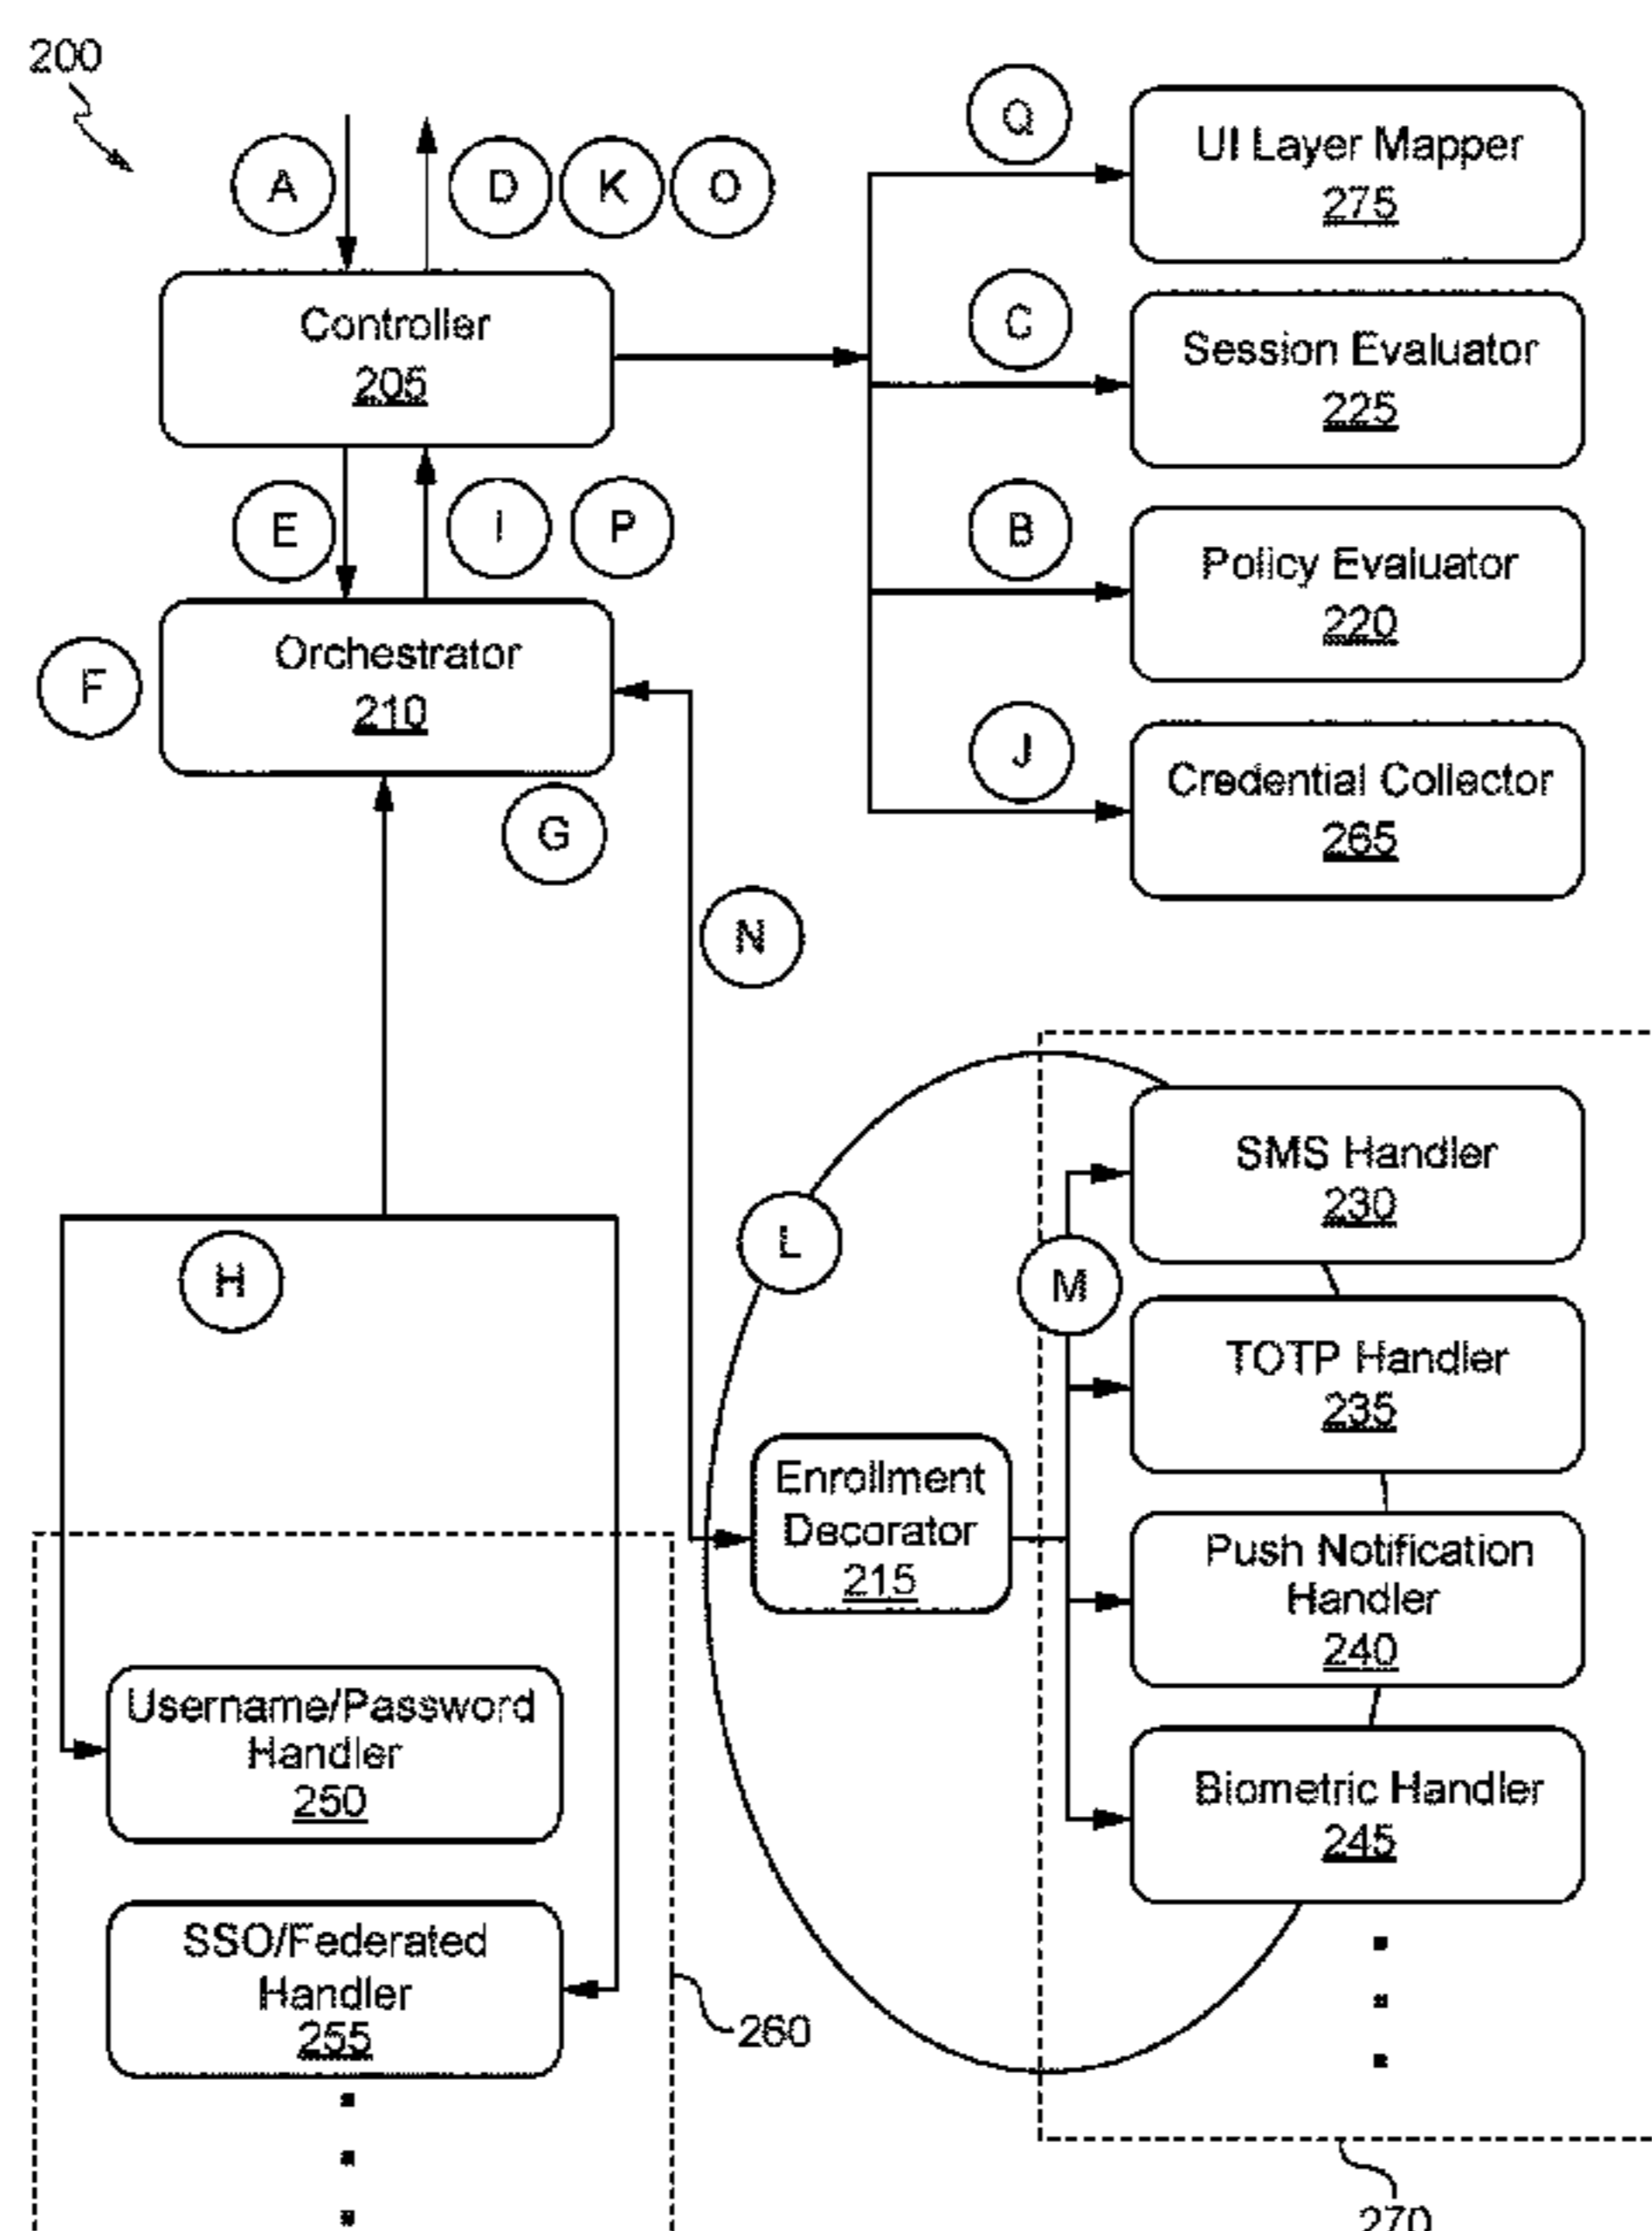 200
A
D
K
O
Q
UI Layer Mapper
275
Controller
205
C
Session Evaluator
225
E
I
P
B
Policy Evaluator
220
F
Orchestrator
210
G
J
Credential Collector
265
N
H
L
M
SMS Handler
230
TOTP Handler
235
Enrollment
Decorator
215
Push Notification
Handler
240
Biometric Handler
245
Username/Password
Handler
250
SSO/Federated
Handler
255
260
270